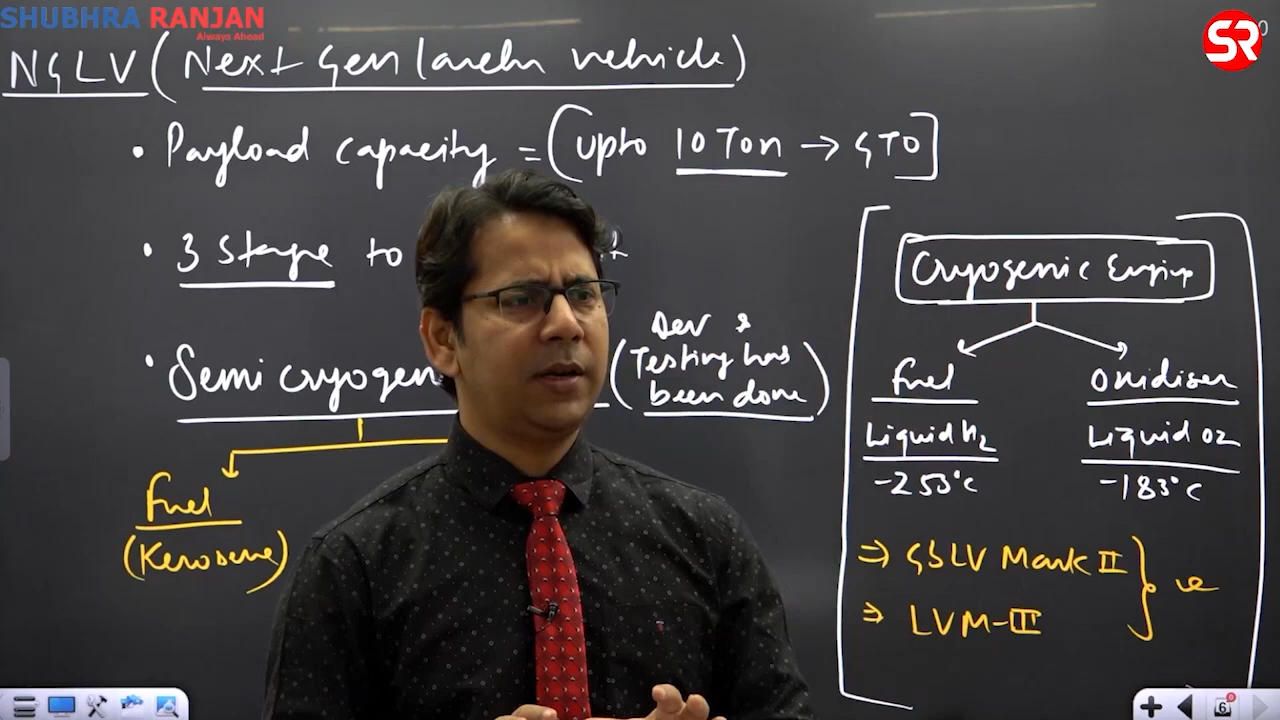 SHUBHRA RANJAN
Always Ahead
SR
NGLV (Next Gen launch vehicle)
• Payload capacity = (upto 10 Ton → GTO]
• 3 Stage to
• Semi cryogen
(Dev &
Testing has
been done)
Fuel
(Kerosene)
Cryogenic Engine
Fuel
Oxidiser
Liquid H2
Liquid O2
-253°C
-183°C
⇒ GSLV Mark II
⇒ LVM-III
6